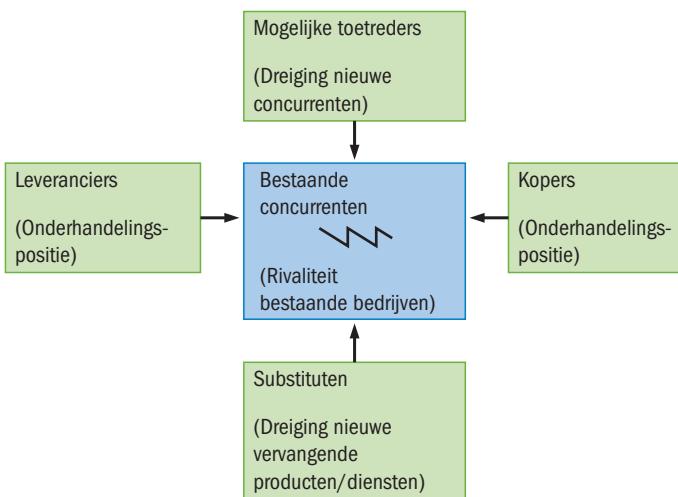 Mogelijke toetreders
(Dreiging nieuwe
concurrenten)
Leveranciers
(Onderhandelings-
positie)
Bestaande
concurrenten
(Rivaliteit
bestaande bedrijven)
Kopers
(Onderhandelings-
positie)
Substituten
(Dreiging nieuwe
vervangende
producten/diensten)